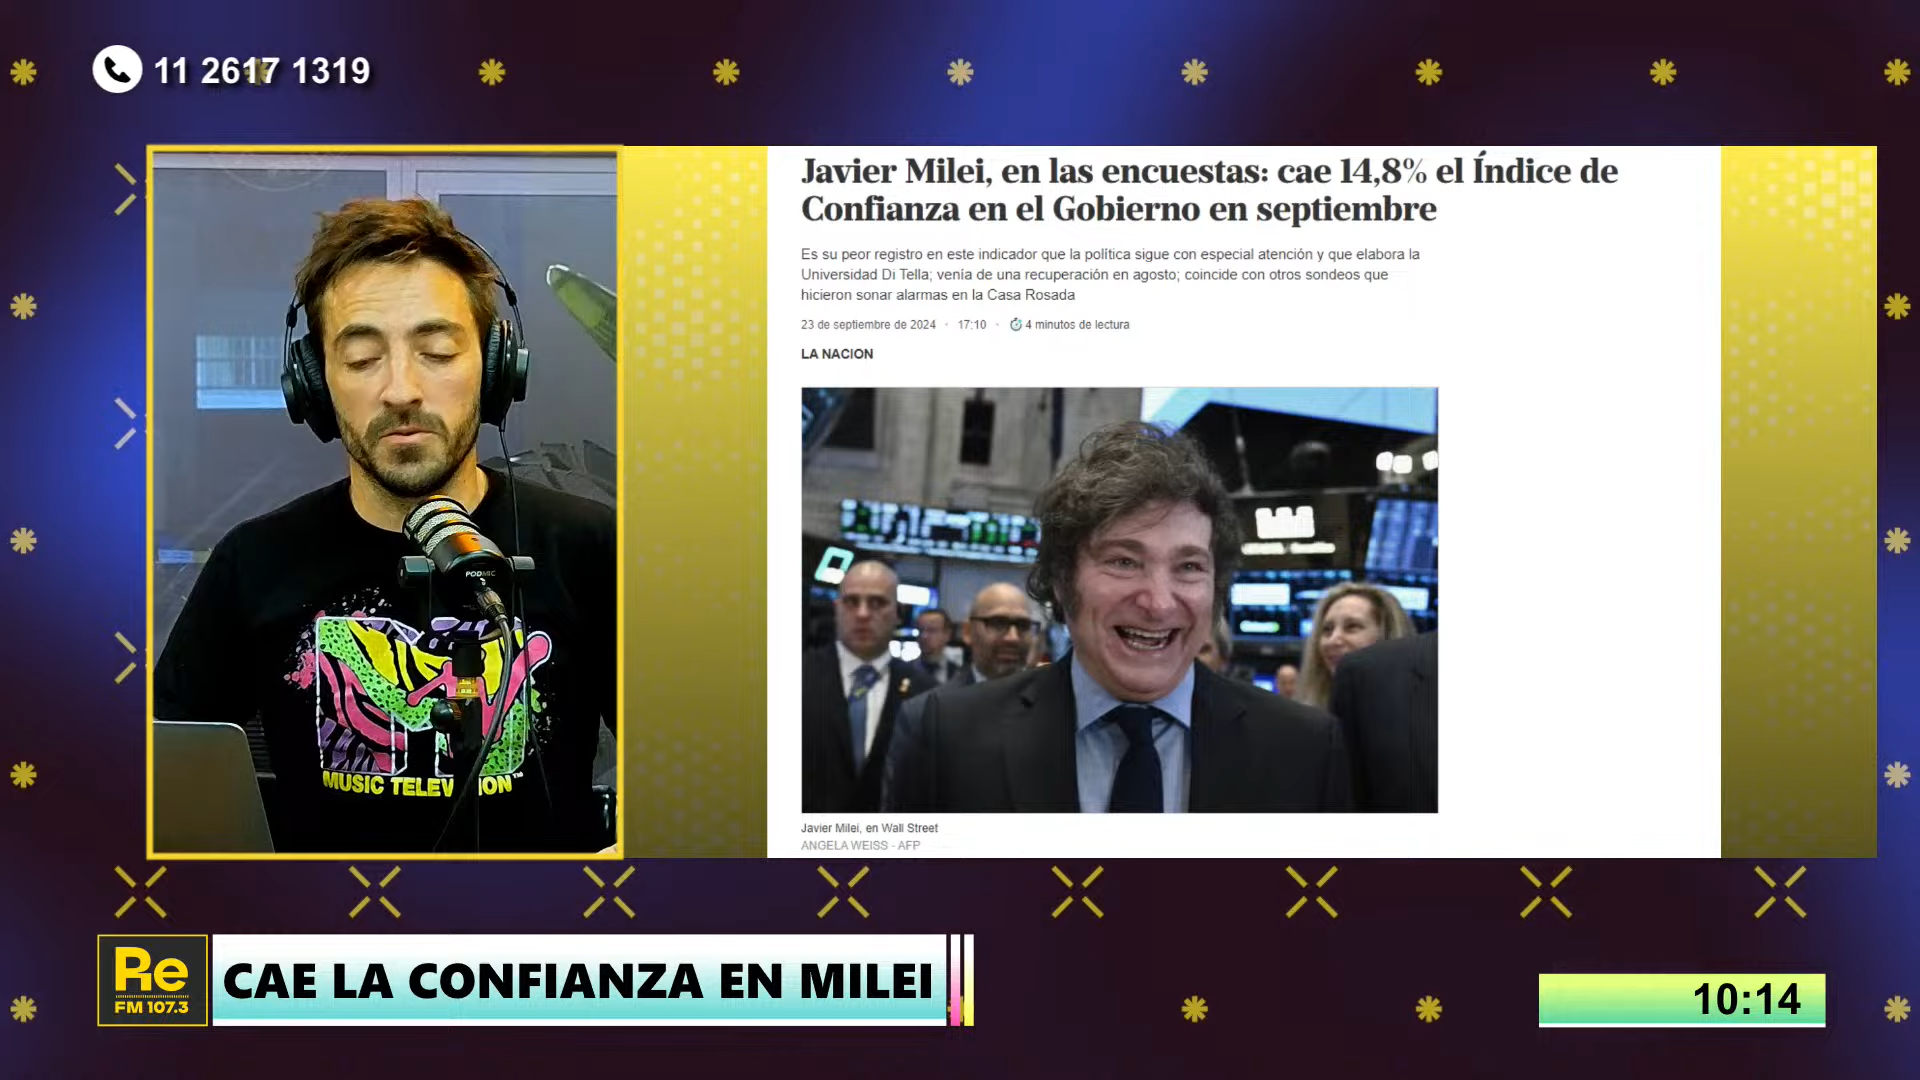 11 2617 1319
Javier Milei, en las encuestas: cae 14,8% el Índice de
Confianza en el Gobierno en septiembre
Es su peor registro en este indicador que la política sigue con especial atención y que elabora la
Universidad Di Tella; venía de una recuperación en agosto; coincide con otros sondeos que
hicieron sonar alarmas en la Casa Rosada
23 de septiembre de 2024 • 17:10 • 4 minutos de lectura
LA NACION
PODMIC
MUSIC TELEVISION™
Javier Milei, en Wall Street
ANGELA WEISS - AFP
Re
FM 107.3
CAE LA CONFIANZA EN MILEI
10:14